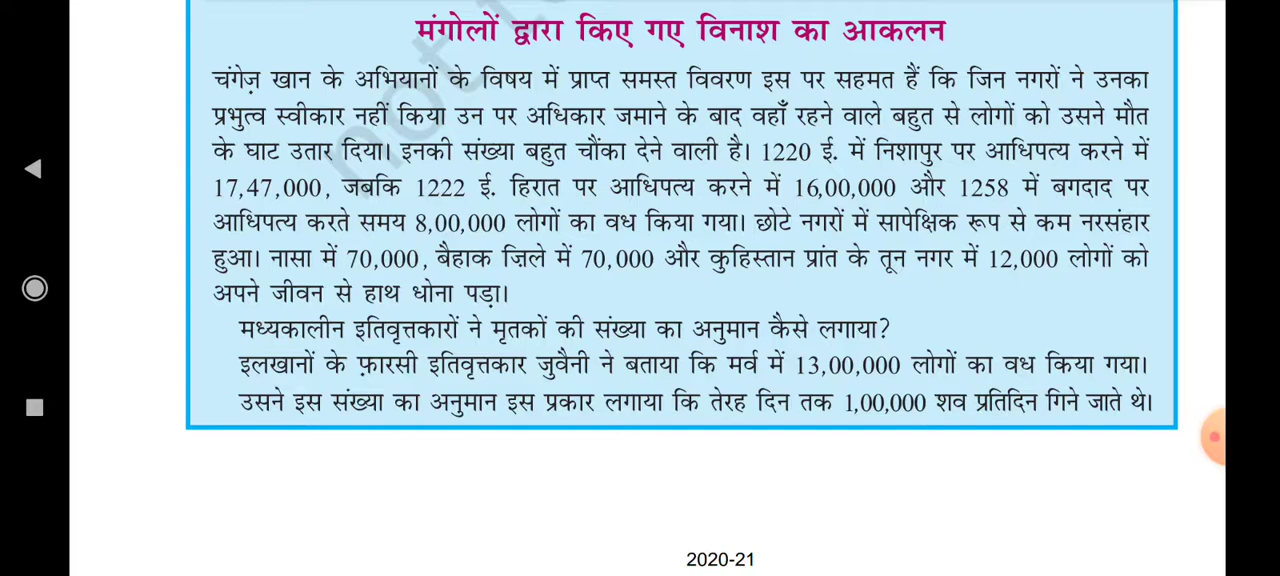 मंगोलों द्वारा किए गए विनाश का आकलन
चंगेज़ खान के अभियानों के विषय में प्राप्त समस्त विवरण इस पर सहमत हैं कि जिन नगरों ने उनका
प्रभुत्व स्वीकार नहीं किया उन पर अधिकार जमाने के बाद वहाँ रहने वाले बहुत से लोगों को उसने मौत
के घाट उतार दिया। इनकी संख्या बहुत चौंका देने वाली है। 1220 ई. में निशापुर पर आधिपत्य करने में
17,47,000, जबकि 1222 ई. हिरात पर आधिपत्य करने में 16,00,000 और 1258 में बगदाद पर
आधिपत्य करते समय 8,00,000 लोगों का वध किया गया। छोटे नगरों में सापेक्षिक रूप से कम नरसंहार
हुआ। नासा में 70,000, बैहाक ज़िले में 70,000 और कुहिस्तान प्रांत के तून नगर में 12,000 लोगों को
अपने जीवन से हाथ धोना पड़ा।
मध्यकालीन इतिवृत्तकारों ने मृतकों की संख्या का अनुमान कैसे लगाया?
इलखानों के फ़ारसी इतिवृत्तकार जुवैनी ने बताया कि मर्व में 13,00,000 लोगों का वध किया गया।
उसने इस संख्या का अनुमान इस प्रकार लगाया कि तेरह दिन तक 1,00,000 शव प्रतिदिन गिने जाते थे।
2020-21